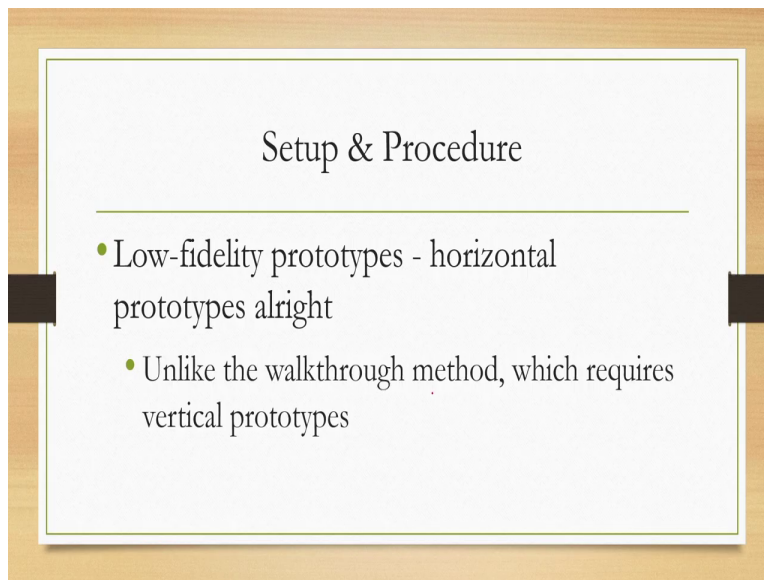 Setup & Procedure
•Low-fidelity prototypes - horizontal
prototypes alright
•Unlike the walkthrough method, which requires
vertical prototypes